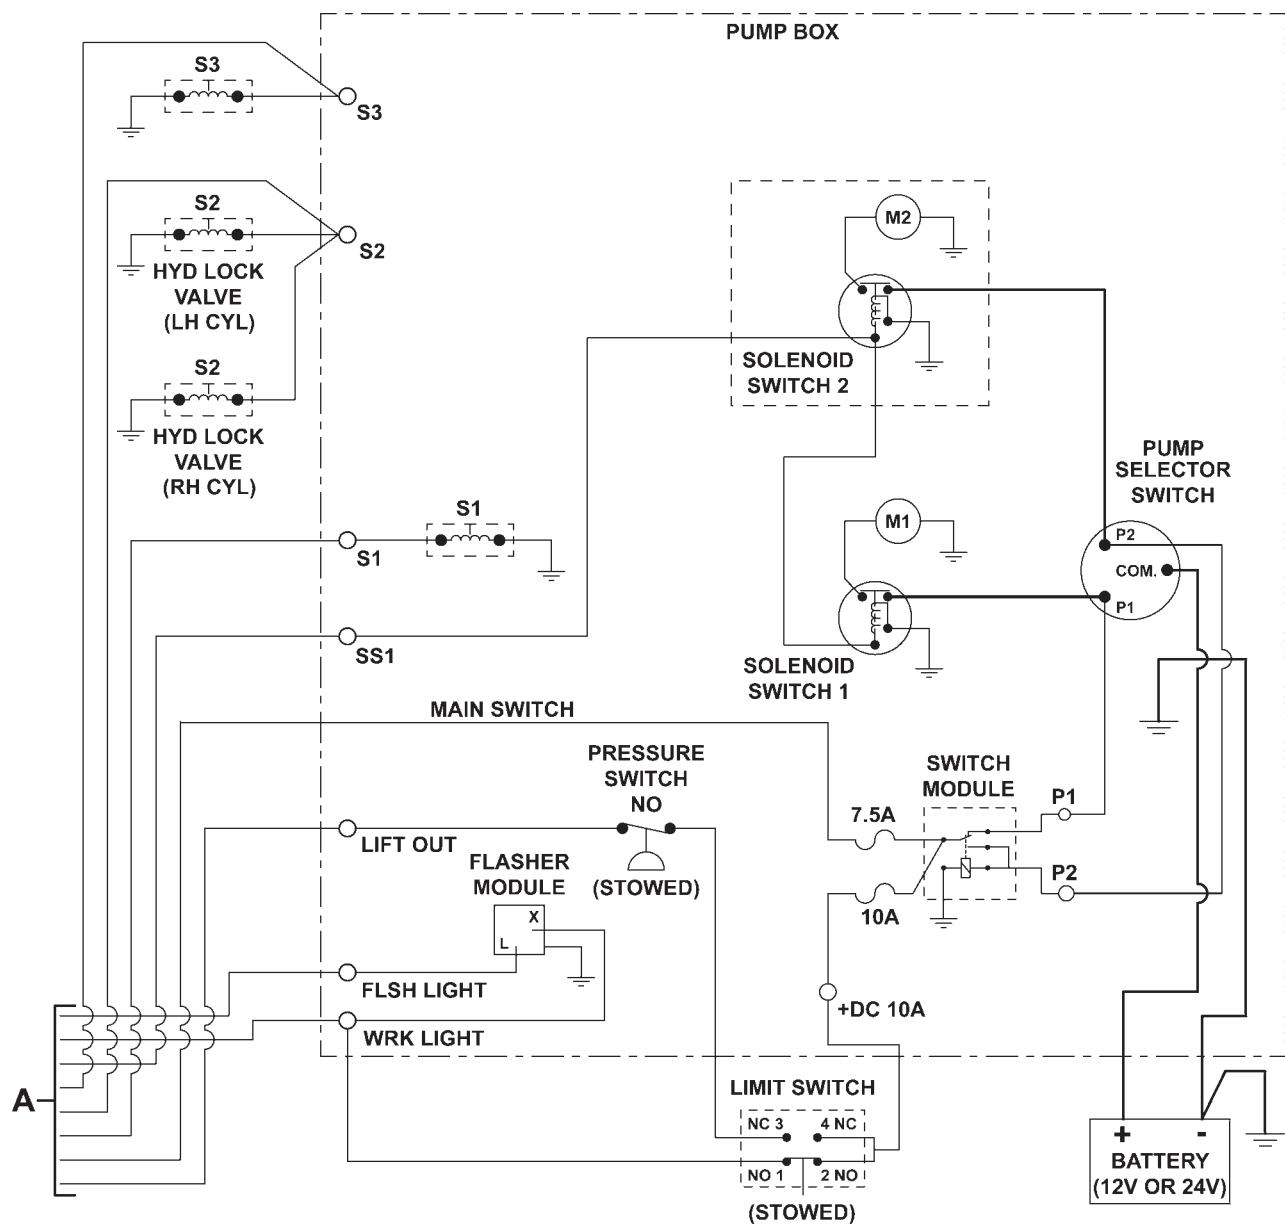 PUMP BOX
S3
S3
S2
HYD LOCK
VALVE
(LH CYL)
S2
S2
HYD LOCK
VALVE
(RH CYL)
M2
SOLENOID
SWITCH 2
PUMP
SELECTOR
SWITCH
P2
COM.
P1
S1
S1
M1
SS1
SOLENOID
SWITCH 1
MAIN SWITCH
PRESSURE
SWITCH
NO
(STOWED)
SWITCH
MODULE
7.5A
10A
P1
P2
LIFT OUT
FLASHER
MODULE
X
L
FLSH LIGHT
WRK LIGHT
+DC 10A
A
LIMIT SWITCH
NC 3
4 NC
NO 1
2 NO
(STOWED)
+
-
BATTERY
(12V OR 24V)